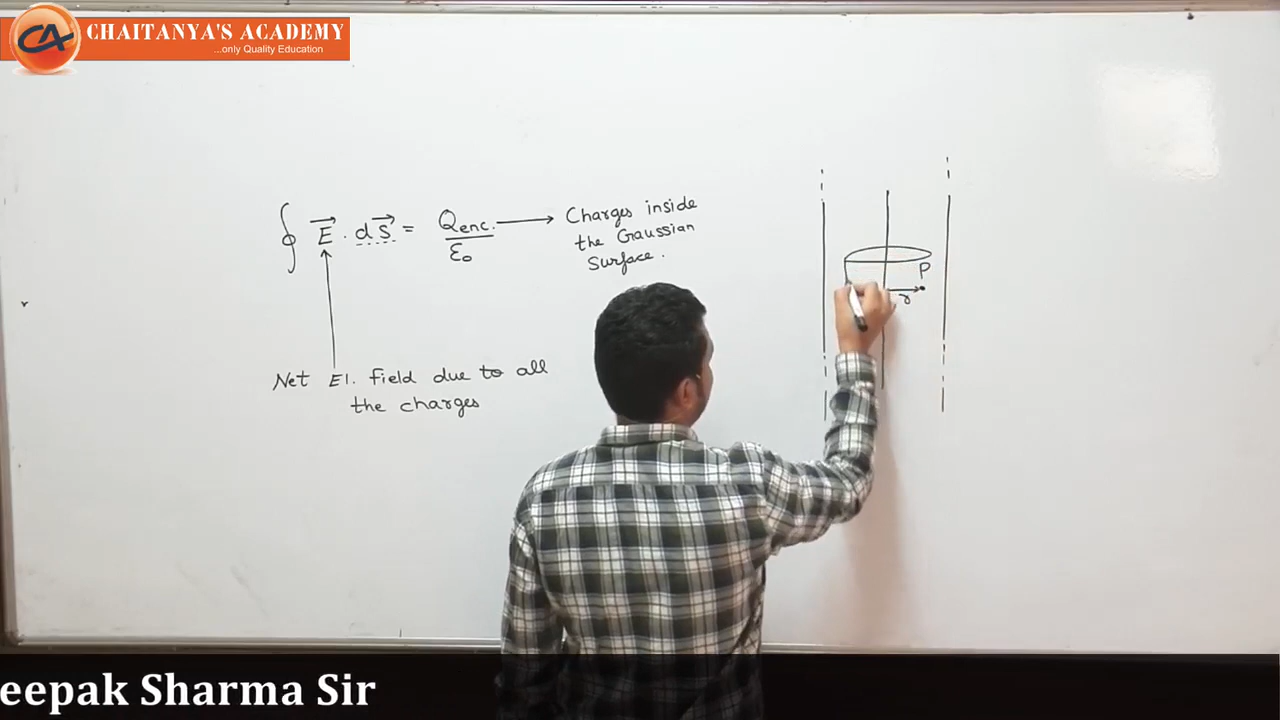 CHAITANYA'S ACADEMY
...only Quality Education
CA
∮ E⃗ . dS⃗ = Qenc. / ε₀ → Charges inside
the Gaussian
Surface.
P
r
Net El. field due to all
the charges
eepak Sharma Sir